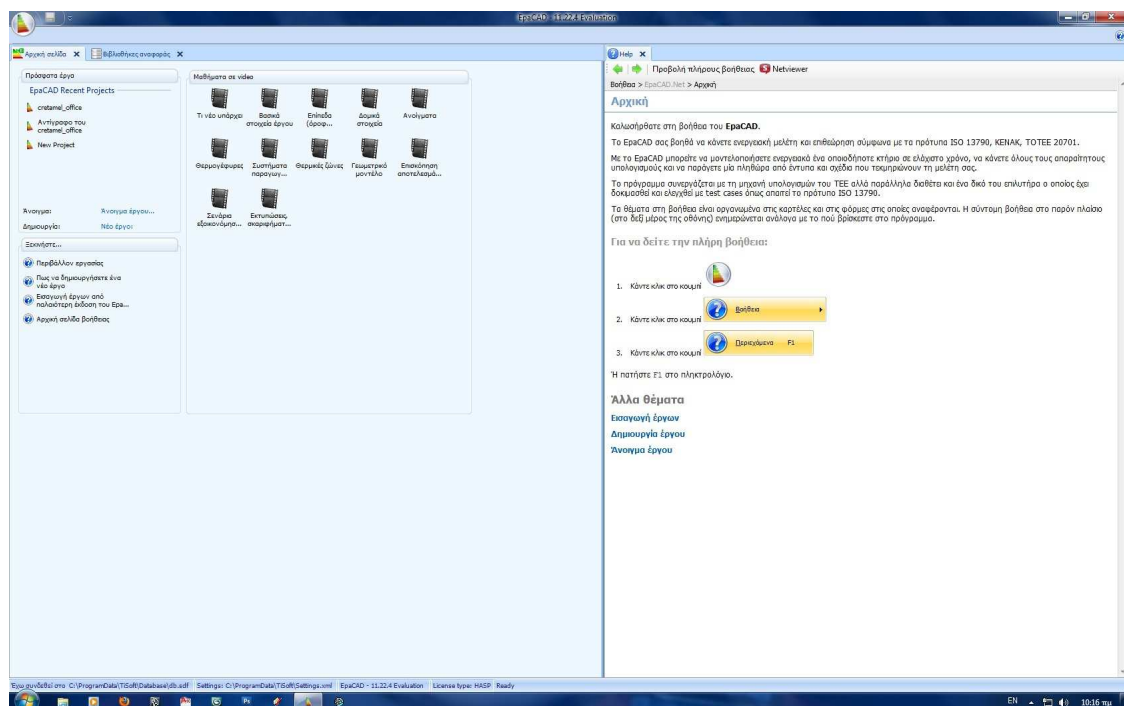 EpaCAD - 11.22.4 Evaluation
Αρχική σελίδα
Βιβλιοθήκες αναφοράς
Help
Πρόσφατα έργα
EpaCAD Recent Projects
cretamel_office
Αντίγραφο του
cretamel_office
New Project
Άνοιγμα: Άνοιγμα έργου...
Δημιουργία: Νέο έργο:
Ξεκινήστε...
Περιβάλλον εργασίας
Πως να δημιουργήσετε ένα
νέο έργο
Εισαγωγή έργων από
παλαιότερη έκδοση του Epa...
Αρχική σελίδα βοήθειας
Μαθήματα σε video
Τι νέο υπάρχει
Βασικά
στοιχεία έργου
Επίπεδα
(όροφ...
Δομικά
στοιχεία
Ανοίγματα
Θερμογέφυρες
Συστήματα
παραγωγ...
Θερμικές ζώνες
Γεωμετρικό
μοντέλο
Επισκόπηση
αποτελεσμά...
Σενάρια
εξοικονόμησ...
Εκτυπώσεις,
σκαριφήματ...
Προβολή πλήρους βοήθειας Netviewer
Βοήθεια > EpaCAD.Net > Αρχική
Αρχική
Καλωσήρθατε στη βοήθεια του EpaCAD.
Το EpaCAD σας βοηθά να κάνετε ενεργειακή μελέτη και επιθεώρηση σύμφωνα με τα πρότυπα ISO 13790, ΚΕΝΑΚ, ΤΟΤΕΕ 20701.
Με το EpaCAD μπορείτε να μοντελοποιήσετε ενεργειακά ένα οποιοδήποτε κτήριο σε ελάχιστο χρόνο, να κάνετε όλους τους απαραίτητους
υπολογισμούς και να παράγετε μία πληθώρα από έντυπα και σχέδια που τεκμηριώνουν τη μελέτη σας.
Το πρόγραμμα συνεργάζεται με τη μηχανή υπολογισμών του ΤΕΕ αλλά παράλληλα διαθέτει και ένα δικό του επιλυτήρα ο οποίος έχει
δοκιμασθεί και ελεγχθεί με test cases όπως απαιτεί το πρότυπο ISO 13790.
Τα θέματα στη βοήθεια είναι οργανωμένα στις καρτέλες και στις φόρμες στις οποίες αναφέρονται. Η σύντομη βοήθεια στο παρόν πλαίσιο
(στο δεξί μέρος της οθόνης) ενημερώνεται ανάλογα με το πού βρίσκεστε στο πρόγραμμα.
Για να δείτε την πλήρη βοήθεια:
1. Κάντε κλικ στο κουμπί
2. Κάντε κλικ στο κουμπί Βοήθεια
3. Κάντε κλικ στο κουμπί Περιεχόμενα F1
Ή πατήστε F1 στο πληκτρολόγιο.
Άλλα θέματα
Εισαγωγή έργων
Δημιουργία έργου
Άνοιγμα έργου
Έχω συνδεθεί στο C:\ProgramData\TiSoft\Database\db.sdf Settings: C:\ProgramData\TiSoft\Settings.xml EpaCAD - 11.22.4 Evaluation License type: HASP Ready
EN 10:16 πμ